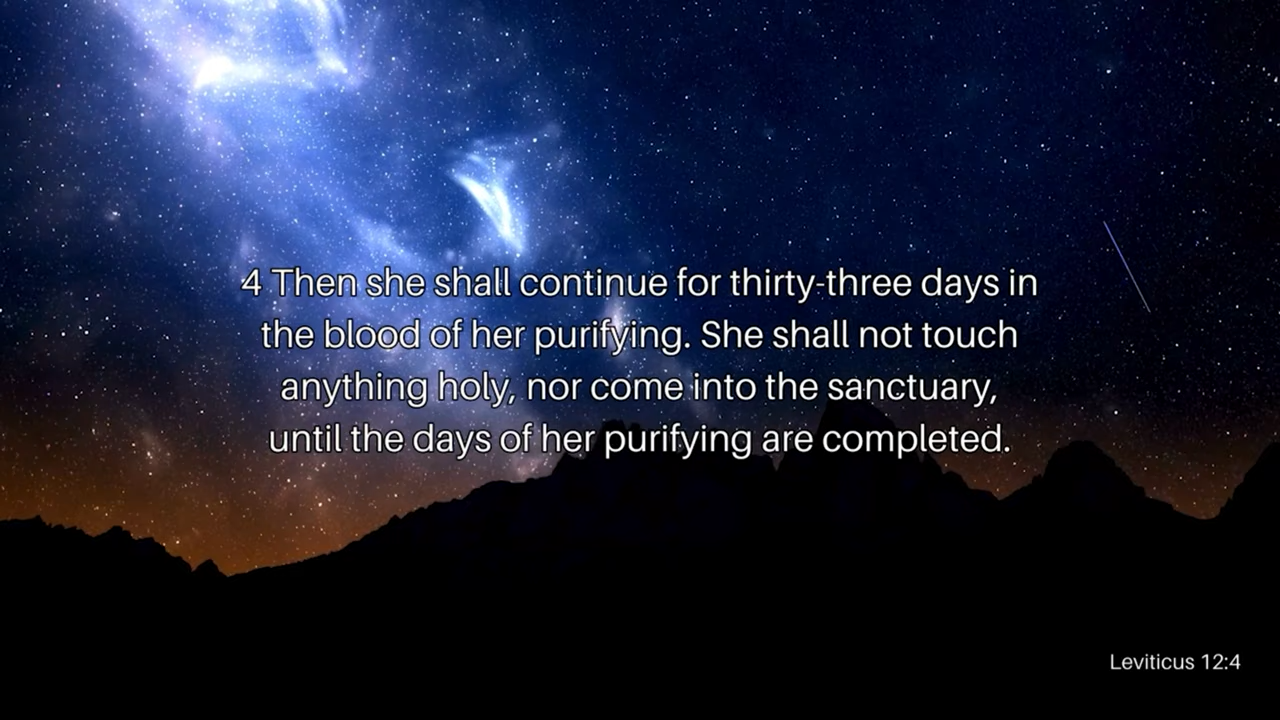 4 Then she shall continue for thirty-three days in
the blood of her purifying. She shall not touch
anything holy, nor come into the sanctuary,
until the days of her purifying are completed.
Leviticus 12:4